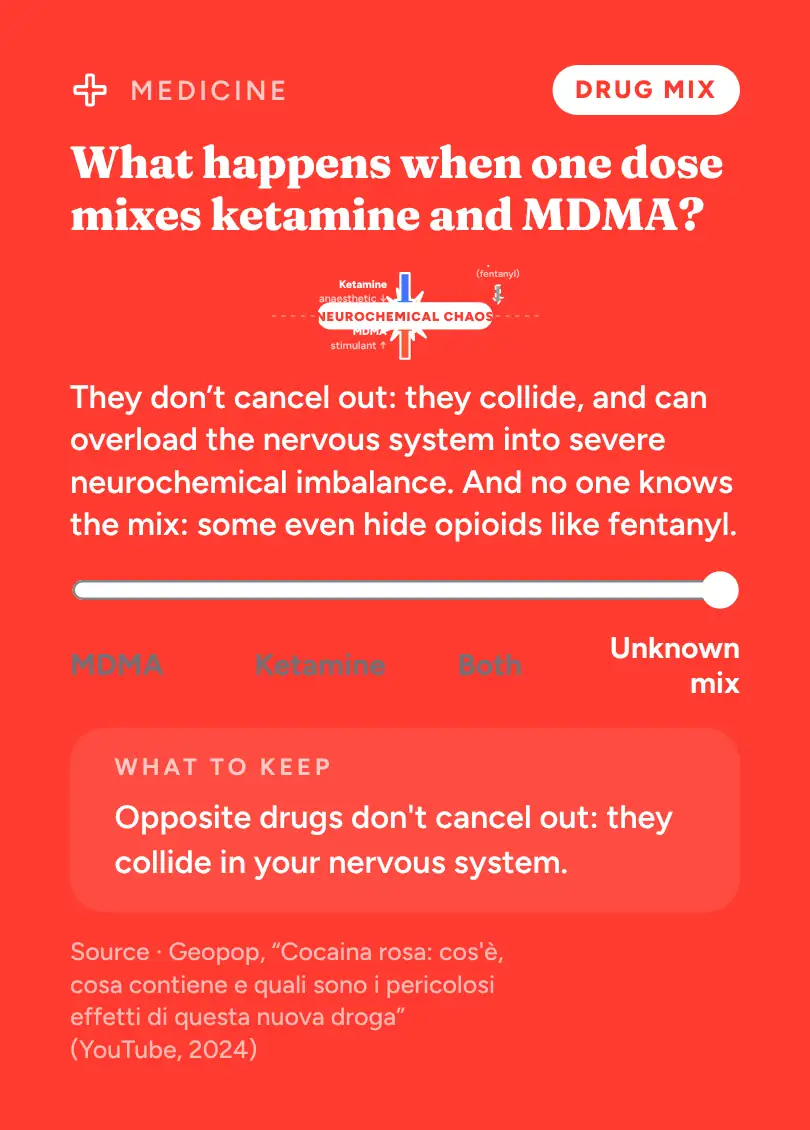 MEDICINE
DRUG MIX
What happens when one dose
mixes ketamine and MDMA?
(fentanyl)
Ketamine
anaesthetic ↓
NEUROCHEMICAL CHAOS
MDMA
stimulant ↑
They don’t cancel out: they collide, and can
overload the nervous system into severe
neurochemical imbalance. And no one knows
the mix: some even hide opioids like fentanyl.
MDMA
Ketamine
Both
Unknown
mix
WHAT TO KEEP
Opposite drugs don't cancel out: they
collide in your nervous system.
Source · Geopop, “Cocaina rosa: cos'è,
cosa contiene e quali sono i pericolosi
effetti di questa nuova droga”
(YouTube, 2024)